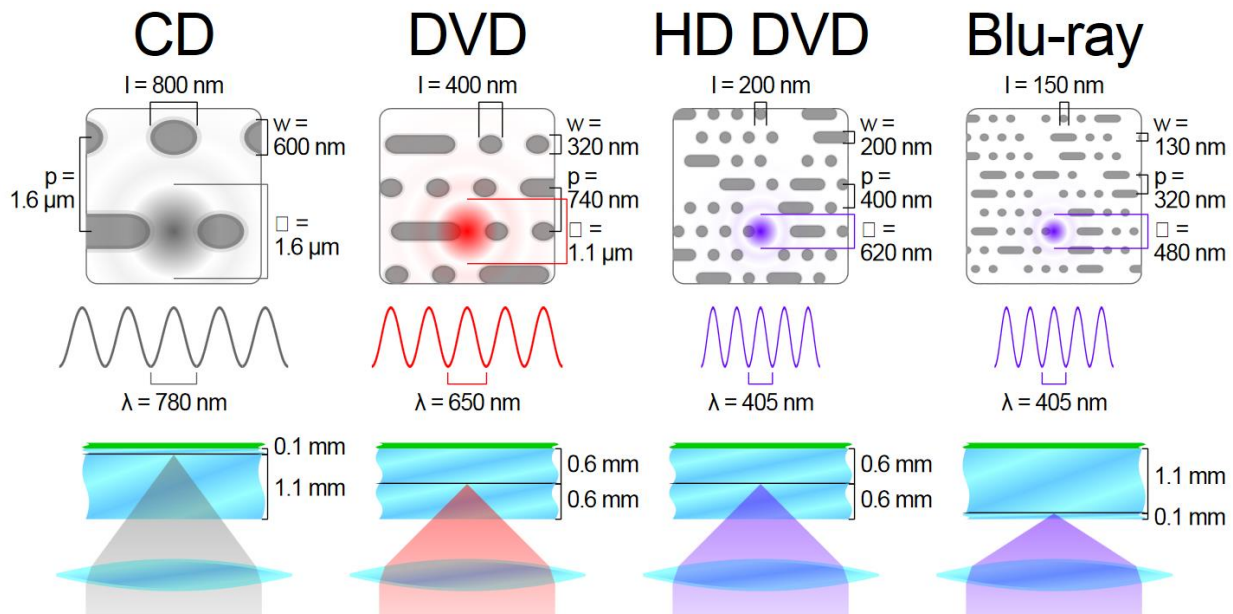 CD
l = 800 nm
w =
600 nm
p =
1.6 µm
□ =
1.6 µm
λ = 780 nm
0.1 mm
1.1 mm
DVD
l = 400 nm
w =
320 nm
p =
740 nm
□ =
1.1 µm
λ = 650 nm
0.6 mm
0.6 mm
HD DVD
l = 200 nm
w =
200 nm
p =
400 nm
□ =
620 nm
λ = 405 nm
0.6 mm
0.6 mm
Blu-ray
l = 150 nm
w =
130 nm
p =
320 nm
□ =
480 nm
λ = 405 nm
1.1 mm
0.1 mm